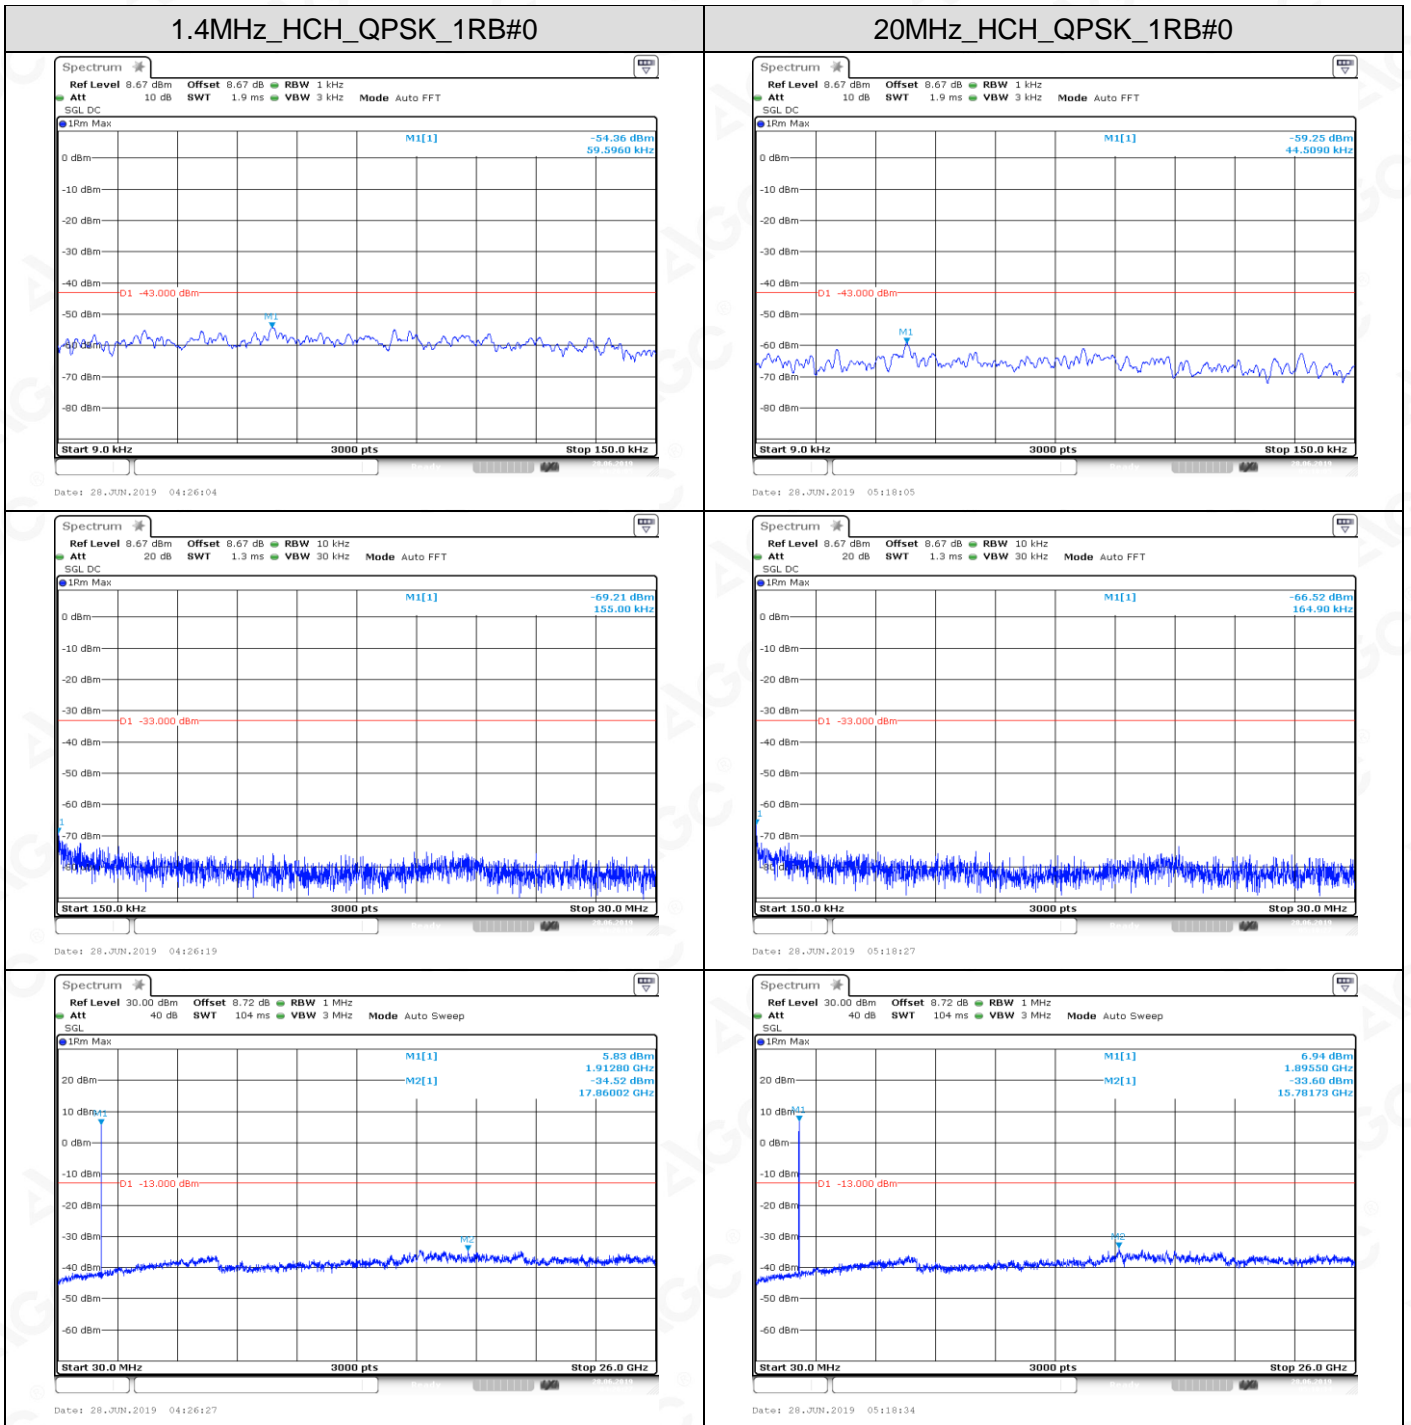 1.4MHz_HCH_QPSK_1RB#0
20MHz_HCH_QPSK_1RB#0
Spectrum
Ref Level 8.67 dBm Offset 8.67 dB RBW 1 kHz
Att 10 dB SWT 1.9 ms VBW 3 kHz Mode Auto FFT
SGL DC
1Rm Max
M1[1] -54.36 dBm
59.5960 kHz
0 dBm
-10 dBm
-20 dBm
-30 dBm
-40 dBm
D1 -43.000 dBm
-50 dBm
M1
-60 dBm
-70 dBm
-80 dBm
Start 9.0 kHz 3000 pts Stop 150.0 kHz
Date: 28.JUN.2019 04:26:04
Spectrum
Ref Level 8.67 dBm Offset 8.67 dB RBW 1 kHz
Att 10 dB SWT 1.9 ms VBW 3 kHz Mode Auto FFT
SGL DC
1Rm Max
M1[1] -59.25 dBm
44.5090 kHz
0 dBm
-10 dBm
-20 dBm
-30 dBm
-40 dBm
D1 -43.000 dBm
-50 dBm
M1
-60 dBm
-70 dBm
-80 dBm
Start 9.0 kHz 3000 pts Stop 150.0 kHz
Date: 28.JUN.2019 05:18:05
Spectrum
Ref Level 8.67 dBm Offset 8.67 dB RBW 10 kHz
Att 20 dB SWT 1.3 ms VBW 30 kHz Mode Auto FFT
SGL DC
1Rm Max
M1[1] -69.21 dBm
155.00 kHz
0 dBm
-10 dBm
-20 dBm
-30 dBm
D1 -33.000 dBm
-40 dBm
-50 dBm
-60 dBm
1
-70 dBm
Start 150.0 kHz 3000 pts Stop 30.0 MHz
Date: 28.JUN.2019 04:26:19
Spectrum
Ref Level 8.67 dBm Offset 8.67 dB RBW 10 kHz
Att 20 dB SWT 1.3 ms VBW 30 kHz Mode Auto FFT
SGL DC
1Rm Max
M1[1] -66.52 dBm
164.90 kHz
0 dBm
-10 dBm
-20 dBm
-30 dBm
D1 -33.000 dBm
-40 dBm
-50 dBm
-60 dBm
1
-70 dBm
Start 150.0 kHz 3000 pts Stop 30.0 MHz
Date: 28.JUN.2019 05:18:27
Spectrum
Ref Level 30.00 dBm Offset 8.72 dB RBW 1 MHz
Att 40 dB SWT 104 ms VBW 3 MHz Mode Auto Sweep
SGL
1Rm Max
M1[1] 5.83 dBm
1.91280 GHz
20 dBm M2[1] -34.52 dBm
17.86002 GHz
10 dBm M1
0 dBm
-10 dBm
D1 -13.000 dBm
-20 dBm
-30 dBm M2
-40 dBm
-50 dBm
-60 dBm
Start 30.0 MHz 3000 pts Stop 26.0 GHz
Date: 28.JUN.2019 04:26:27
Spectrum
Ref Level 30.00 dBm Offset 8.72 dB RBW 1 MHz
Att 40 dB SWT 104 ms VBW 3 MHz Mode Auto Sweep
SGL
1Rm Max
M1[1] 6.94 dBm
1.89550 GHz
20 dBm M2[1] -33.60 dBm
15.78173 GHz
10 dBm M1
0 dBm
-10 dBm
D1 -13.000 dBm
-20 dBm
-30 dBm M2
-40 dBm
-50 dBm
-60 dBm
Start 30.0 MHz 3000 pts Stop 26.0 GHz
Date: 28.JUN.2019 05:18:34